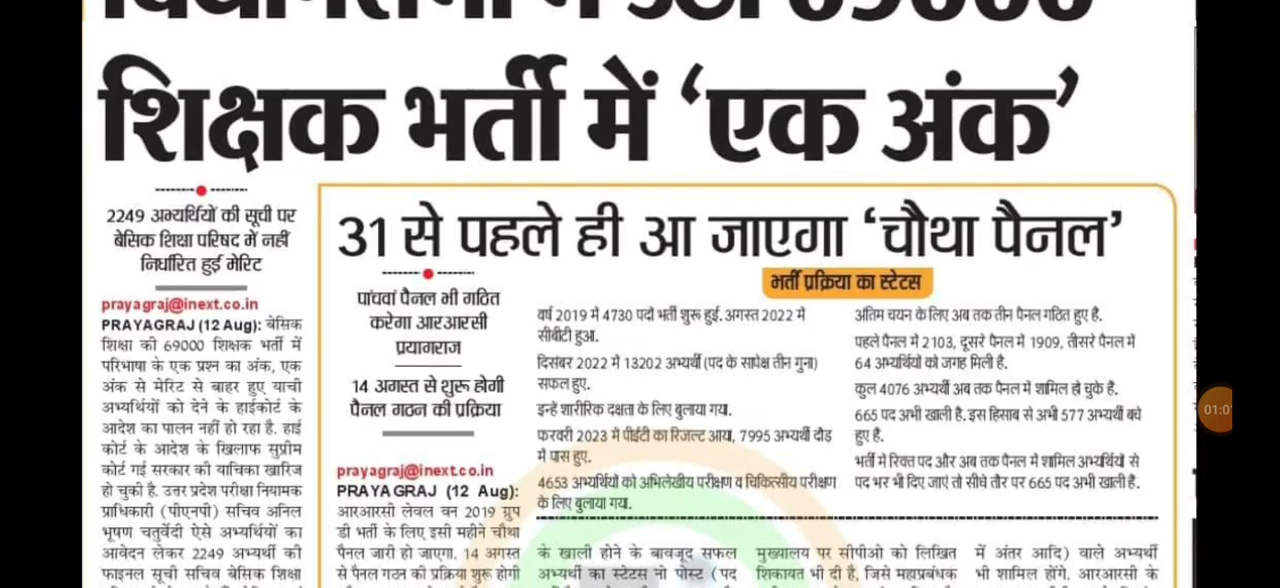 विधानसभा में उठा 69000
शिक्षक भर्ती में ‘एक अंक’
2249 अभ्यर्थियों की सूची पर
बेसिक शिक्षा परिषद में नहीं
निर्धारित हुई मेरिट
prayagraj@inext.co.in
PRAYAGRAJ (12 Aug): बेसिक
शिक्षा की 69000 शिक्षक भर्ती में
परिभाषा के एक प्रश्न का अंक, एक
अंक से मेरिट से बाहर हुए याची
अभ्यर्थियों को देने के हाईकोर्ट के
आदेश का पालन नहीं हो रहा है. हाई
कोर्ट के आदेश के खिलाफ सुप्रीम
कोर्ट गई सरकार की याचिका खारिज
हो चुकी है. उत्तर प्रदेश परीक्षा नियामक
प्राधिकारी (पीएनपी) सचिव अनिल
भूषण चतुर्वेदी ऐसे अभ्यर्थियों का
आवेदन लेकर 2249 अभ्यर्थी की
फाइनल सूची सचिव बेसिक शिक्षा
31 से पहले ही आ जाएगा ‘चौथा पैनल’
पांचवां पैनल भी गठित
करेगा आरआरसी
प्रयागराज
14 अगस्त से शुरू होगी
पैनल गठन की प्रक्रिया
prayagraj@inext.co.in
PRAYAGRAJ (12 Aug):
आरआरसी लेवल वन 2019 ग्रुप
डी भर्ती के लिए इसी महीने चौथा
पैनल जारी हो जाएगा. 14 अगस्त
से पैनल गठन की प्रक्रिया शुरू होगी
भर्ती प्रक्रिया का स्टेटस
वर्ष 2019 में 4730 पदों भर्ती शुरू हुई. अगस्त 2022 में
सीबीटी हुआ.
दिसंबर 2022 में 13202 अभ्यर्थी (पद के सापेक्ष तीन गुना)
सफल हुए.
इन्हें शारीरिक दक्षता के लिए बुलाया गया.
फरवरी 2023 में पीईटी का रिजल्ट आया, 7995 अभ्यर्थी दौड़
में पास हुए.
4653 अभ्यर्थियों को अभिलेखीय परीक्षण व चिकित्सीय परीक्षण
के लिए बुलाया गया.
अंतिम चयन के लिए अब तक तीन पैनल गठित हुए है.
पहले पैनल में 2103, दूसरे पैनल में 1909, तीसरे पैनल में
64 अभ्यर्थियों को जगह मिली है.
कुल 4076 अभ्यर्थी अब तक पैनल में शामिल हो चुके है.
665 पद अभी खाली है. इस हिसाब से अभी 577 अभ्यर्थी बचे
हुए है.
भर्ती में रिक्त पद और अब तक पैनल में शामिल अभ्यर्थियों से
पद भर भी दिए जाएं तो सीधे तौर पर 665 पद अभी खाली है.
के खाली होने के बावजूद सफल
अभ्यर्थी का स्टेटस नो पोस्ट (पद
मुख्यालय पर सीपीओ को लिखित
शिकायत भी दी है, जिसे महाप्रबंधक
में अंतर आदि) वाले अभ्यर्थी
भी शामिल होंगे. आरआरसी के